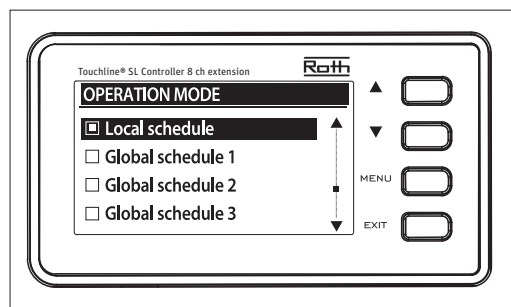 Touchline® SL Controller 8 ch extension
Roth
OPERATION MODE
Local schedule
Global schedule 1
Global schedule 2
Global schedule 3
MENU
EXIT